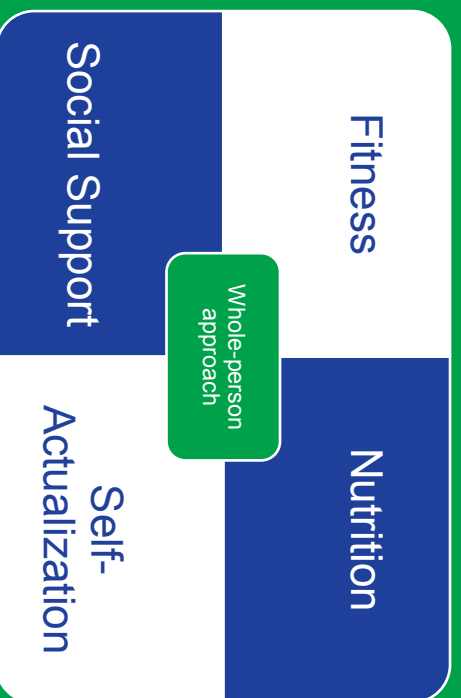 Fitness
Nutrition
Whole-person
approach
Social Support
Self-
Actualization